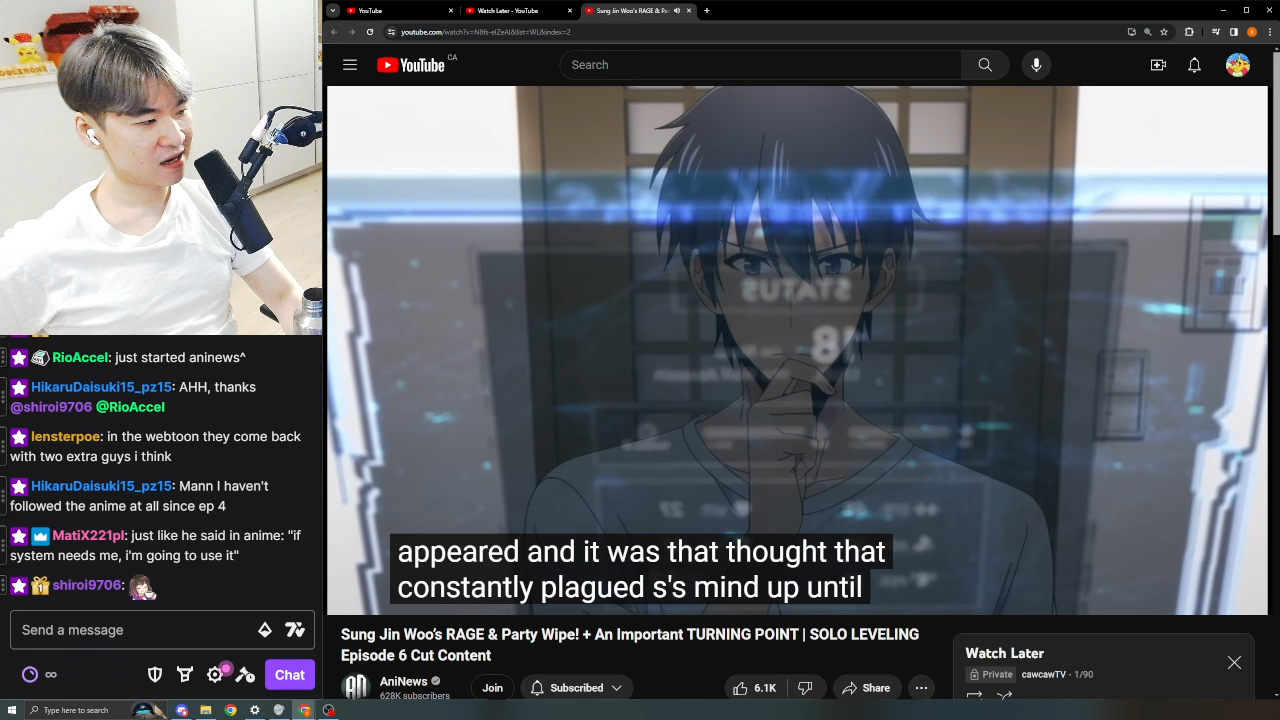 YouTube
Watch Later - YouTube
Sung Jin Woo's RAGE & Pa
youtube.com/watch?v=N8fs-elZeAI&list=WL&index=2
YouTube CA
Search
STATUS
18
27
appeared and it was that thought that
constantly plagued s's mind up until
RioAccel: just started aninews^
HikaruDaisuki15_pz15: AHH, thanks
@shiroi9706 @RioAccel
lensterpoe: in the webtoon they come back
with two extra guys i think
HikaruDaisuki15_pz15: Mann I haven't
followed the anime at all since ep 4
MatiX221pl: just like he said in anime: "if
system needs me, i'm going to use it"
shiroi9706:
Send a message
Chat
Sung Jin Woo's RAGE & Party Wipe! + An Important TURNING POINT | SOLO LEVELING
Episode 6 Cut Content
AniNews
628K subscribers
Join
Subscribed
6.1K
Share
Watch Later
Private cawcawTV - 1/90
Type here to search